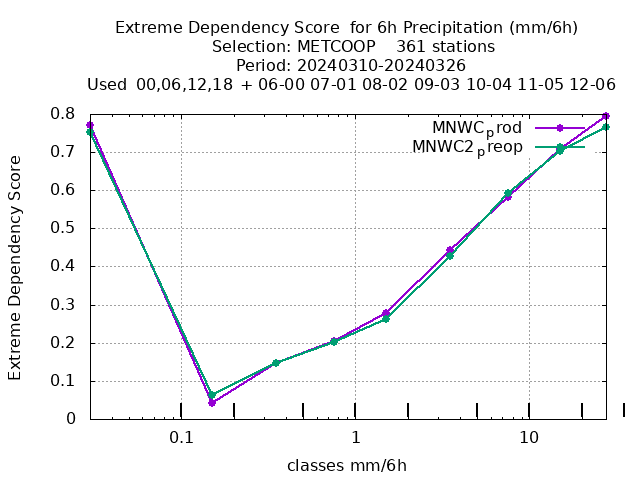 Extreme Dependency Score  for 6h Precipitation (mm/6h)
Selection: METCOOP    361 stations
Period: 20240310-20240326
Used  00,06,12,18  + 06-00 07-01 08-02 09-03 10-04 11-05 12-06
MNWCprod
MNWC2preop
Extreme Dependency Score
0.8
0.7
0.6
0.5
0.4
0.3
0.2
0.1
0
0.1 1 10
classes mm/6h